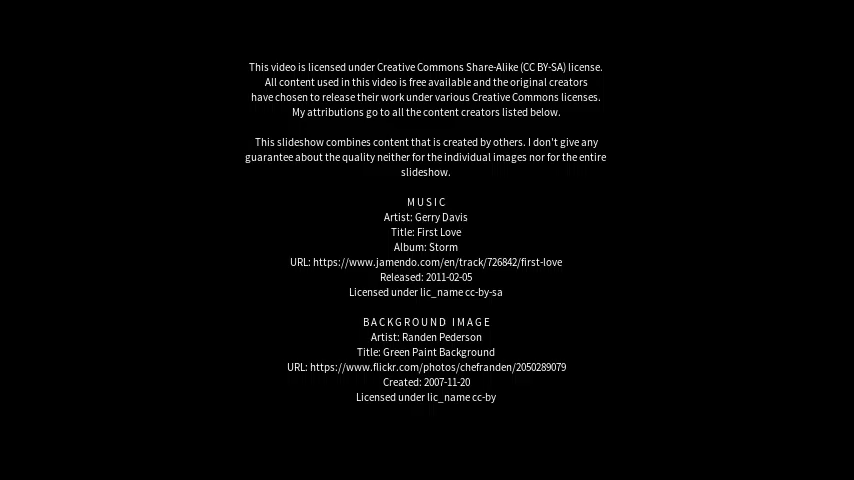 This video is licensed under Creative Commons Share-Alike (CC BY-SA) license.
All content used in this video is free available and the original creators
have chosen to release their work under various Creative Commons licenses.
My attributions go to all the content creators listed below.
This slideshow combines content that is created by others. I don't give any
guarantee about the quality neither for the individual images nor for the entire
slideshow.
MUSIC
Artist: Gerry Davis
Title: First Love
Album: Storm
URL: https://www.jamendo.com/en/track/726842/first-love
Released: 2011-02-05
Licensed under lic_name cc-by-sa
BACKGROUND IMAGE
Artist: Randen Pederson
Title: Green Paint Background
URL: https://www.flickr.com/photos/chefranden/2050289079
Created: 2007-11-20
Licensed under lic_name cc-by